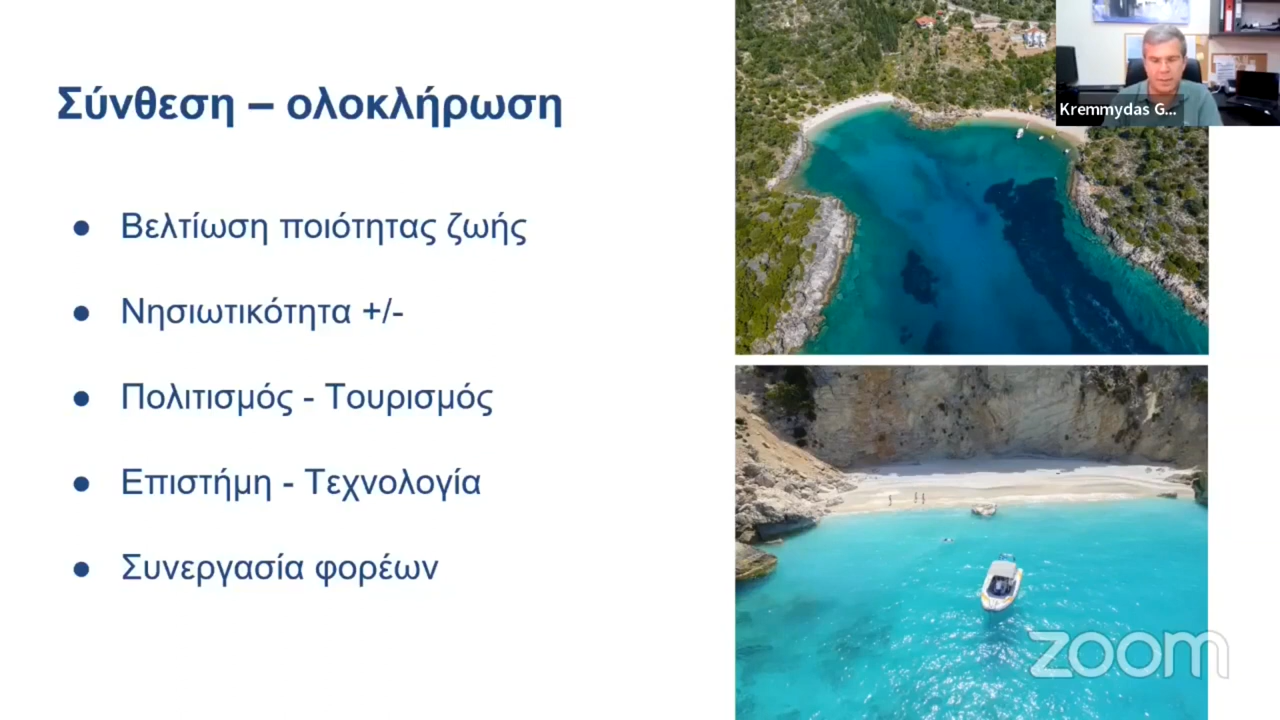 Σύνθεση – ολοκλήρωση
● Βελτίωση ποιότητας ζωής
● Νησιωτικότητα +/-
● Πολιτισμός - Τουρισμός
● Επιστήμη - Τεχνολογία
● Συνεργασία φορέων
Kremmydas G...
zoom